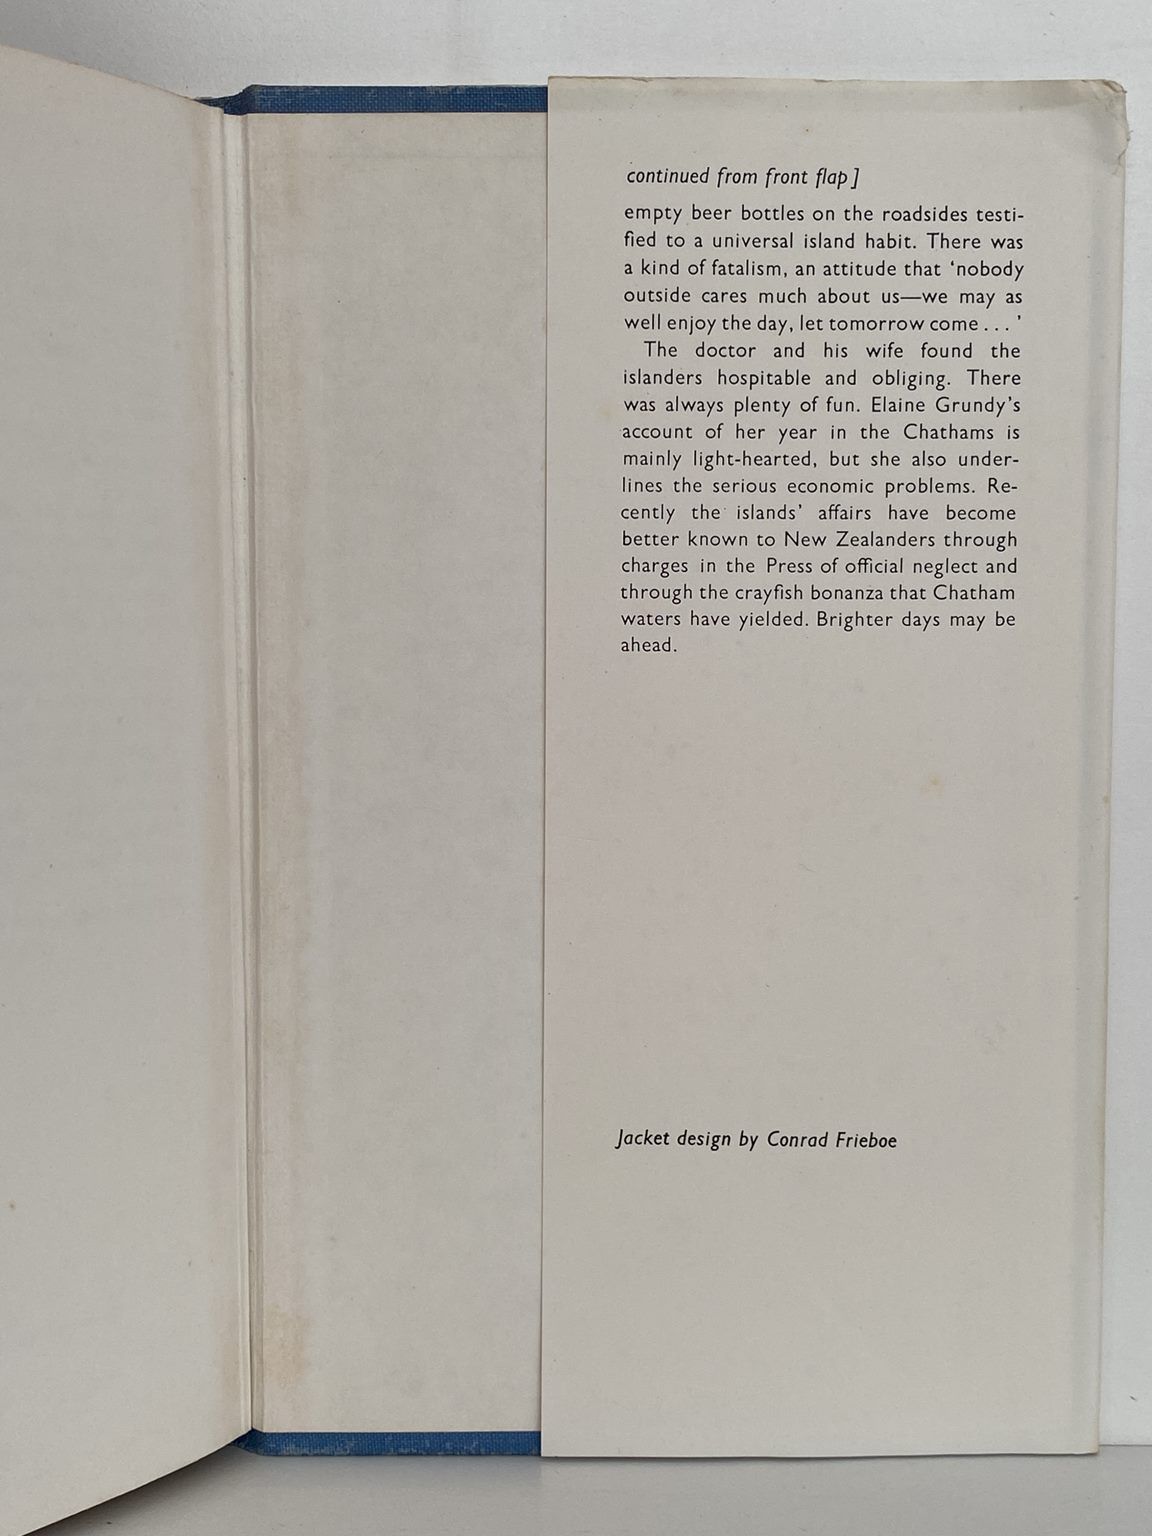 continued from front flap]
empty beer bottles on the roadsides testi-
fied to a universal island habit. There was
a kind of fatalism, an attitude that ‘nobody
outside cares much about us—we may as
well enjoy the day, let tomorrow come . . . ’
The doctor and his wife found the
islanders hospitable and obliging. There
was always plenty of fun. Elaine Grundy’s
account of her year in the Chathams is
mainly light-hearted, but she also under-
lines the serious economic problems. Re-
cently the islands’ affairs have become
better known to New Zealanders through
charges in the Press of official neglect and
through the crayfish bonanza that Chatham
waters have yielded. Brighter days may be
ahead.
Jacket design by Conrad Frieboe